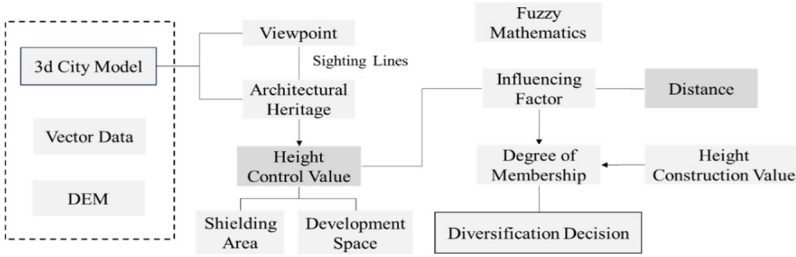 3d City Model
Vector Data
DEM
Viewpoint
Sighting Lines
Architectural
Heritage
Height
Control Value
Shielding
Area
Development
Space
Fuzzy
Mathematics
Influencing
Factor
Distance
Degree of
Membership
Height
Construction Value
Diversification Decision